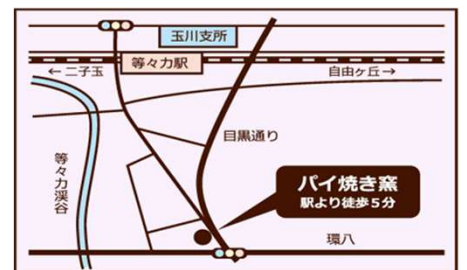 玉川支所
等々力駅
←二子玉
自由ヶ丘→
目黒通り
等々力渓谷
パイ焼き窯
駅より徒歩5分
環八